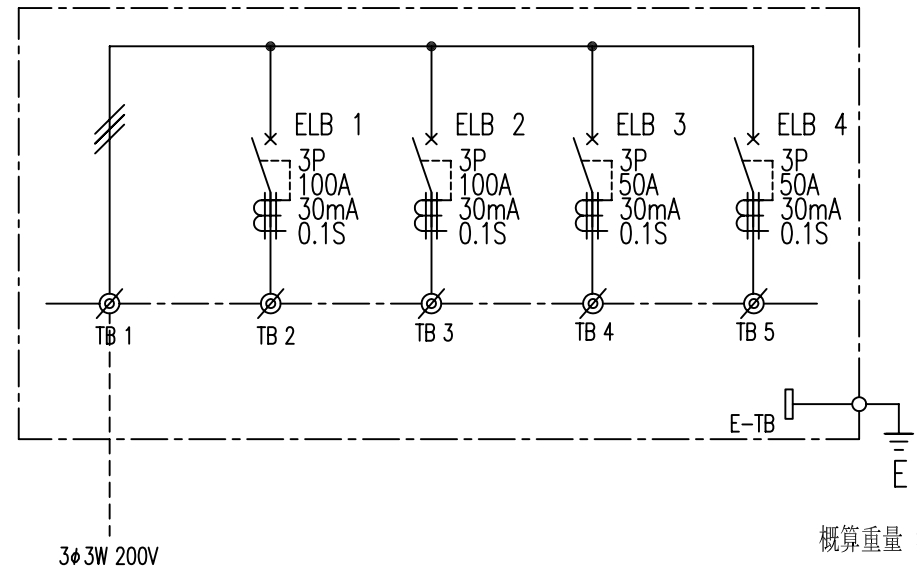 ELB 1
3P
100A
30mA
0.1S
ELB 2
3P
100A
30mA
0.1S
ELB 3
3P
50A
30mA
0.1S
ELB 4
3P
50A
30mA
0.1S
TB 1
TB 2
TB 3
TB 4
TB 5
E-TB
E
3φ3W 200V
概算重量